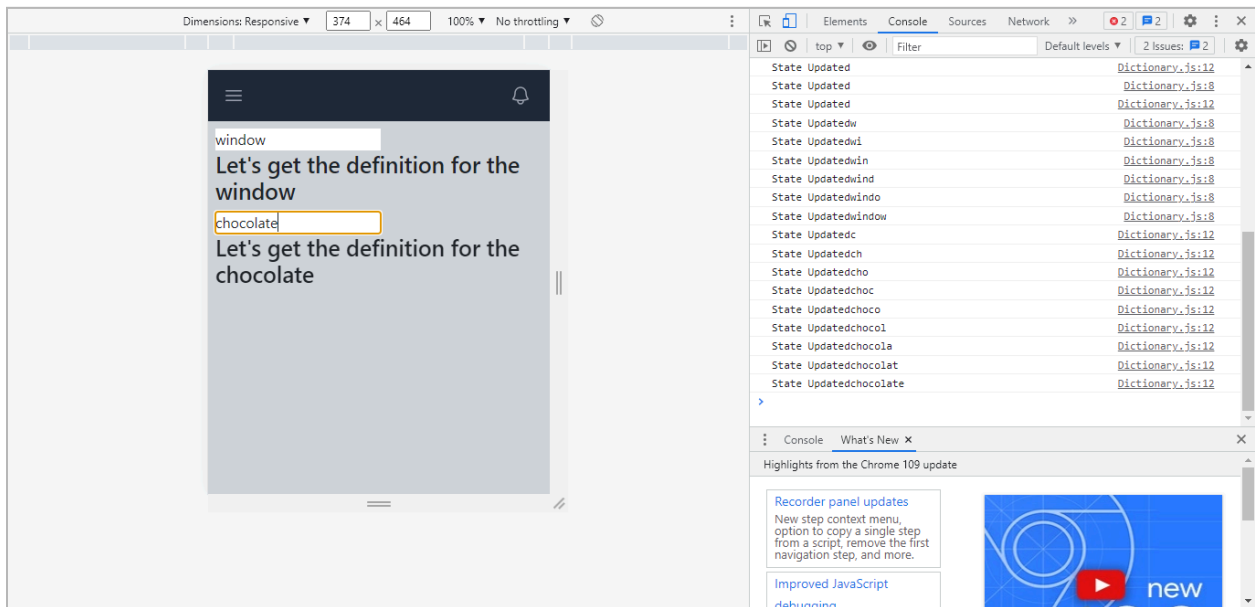 Dimensions: Responsive ▼ 374 × 464 100% ▼ No throttling ▼
Elements Console Sources Network » 2 2
top ▼ Filter Default levels ▼ 2 Issues: 2
window
Let's get the definition for the
window
chocolate
Let's get the definition for the
chocolate
State Updated Dictionary.js:12
State Updated Dictionary.js:8
State Updated Dictionary.js:12
State Updatedw Dictionary.js:8
State Updatedwi Dictionary.js:8
State Updatedwin Dictionary.js:8
State Updatedwind Dictionary.js:8
State Updatedwindo Dictionary.js:8
State Updatedwindow Dictionary.js:8
State Updatedc Dictionary.js:12
State Updatedch Dictionary.js:12
State Updatedcho Dictionary.js:12
State Updatedchoc Dictionary.js:12
State Updatedchoco Dictionary.js:12
State Updatedchocol Dictionary.js:12
State Updatedchocola Dictionary.js:12
State Updatedchocolat Dictionary.js:12
State Updatedchocolate Dictionary.js:12
Console What's New ×
Highlights from the Chrome 109 update
Recorder panel updates
New step context menu,
option to copy a single step
from a script, remove the first
navigation step, and more.
Improved JavaScript
debugging
new